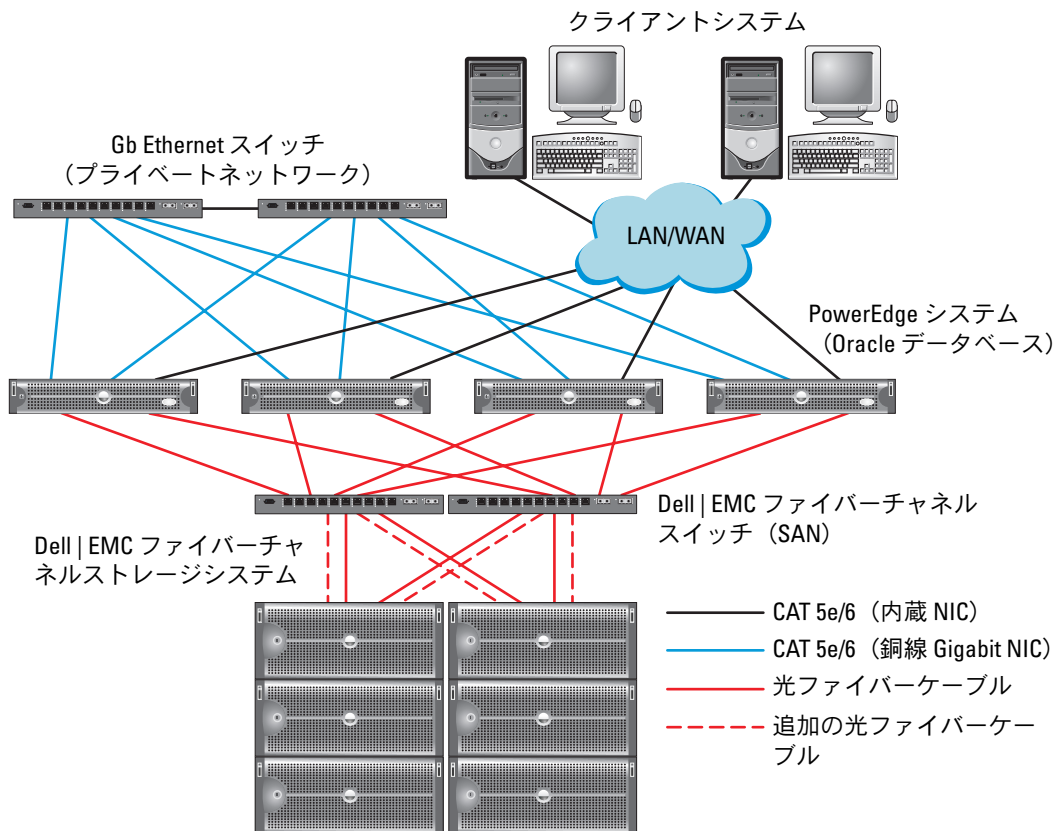 クライアントシステム
Gb Ethernet スイッチ
（プライベートネットワーク）
LAN/WAN
PowerEdge システム
（Oracle データベース）
Dell | EMC ファイバーチャネル
スイッチ（SAN）
Dell | EMC ファイバーチャ
ネルストレージシステム
CAT 5e/6（内蔵 NIC）
CAT 5e/6（銅線 Gigabit NIC）
光ファイバーケーブル
追加の光ファイバーケー
ブル